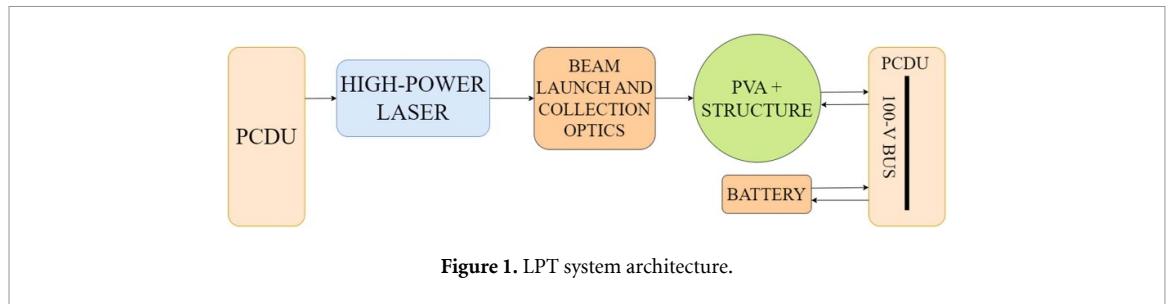 PCDU
HIGH-POWER
LASER
BEAM
LAUNCH AND
COLLECTION
OPTICS
PVA +
STRUCTURE
BATTERY
PCDU
100-V BUS
Figure 1. LPT system architecture.